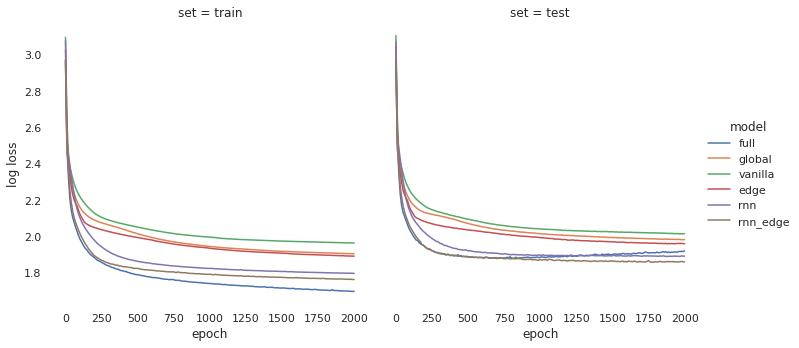 set = train
set = test
3.0
2.8
2.6
2.4
2.2
2.0
1.8
log loss
0
250
500
750
1000
1250
1500
1750
2000
epoch
0
250
500
750
1000
1250
1500
1750
2000
epoch
model
full
global
vanilla
edge
rnn
rnn_edge